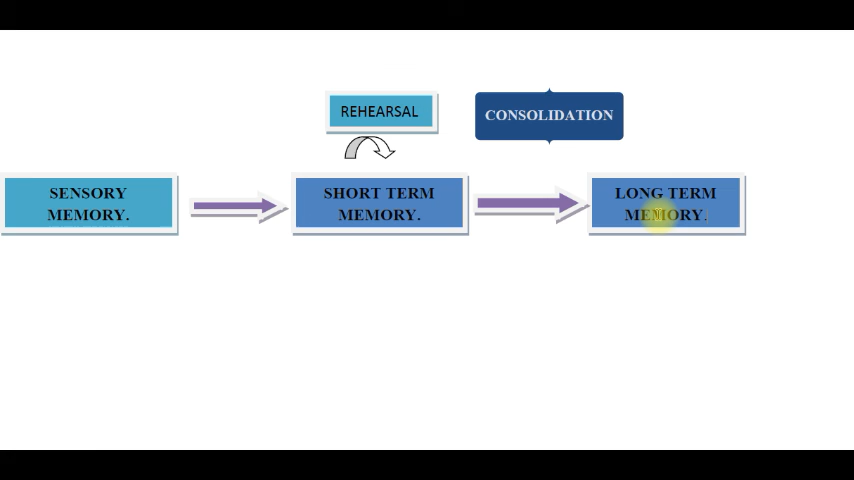 REHEARSAL
CONSOLIDATION
SENSORY
MEMORY.
SHORT TERM
MEMORY.
LONG TERM
MEMORY.